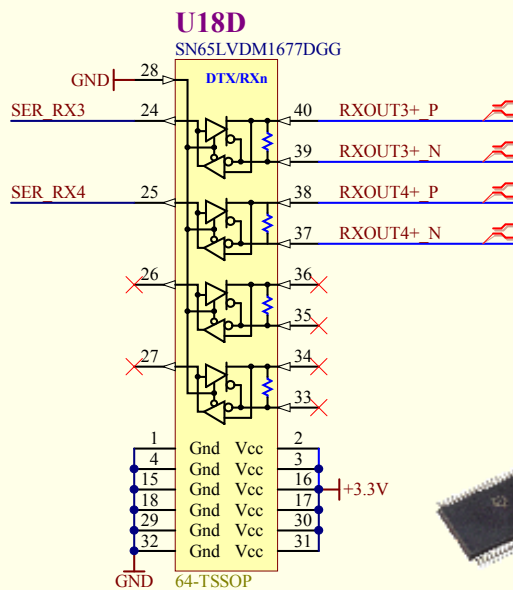 U18D
SN65LVDM1677DGG
DTX/RXn
GND 28
SER_RX3 24 40 RXOUT3+_P
39 RXOUT3+_N
SER_RX4 25 38 RXOUT4+_P
37 RXOUT4+_N
26 36
35
27 34
33
1 Gnd Vcc 2
4 Gnd Vcc 3
15 Gnd Vcc 16 +3.3V
18 Gnd Vcc 17
29 Gnd Vcc 30
32 Gnd Vcc 31
GND 64-TSSOP